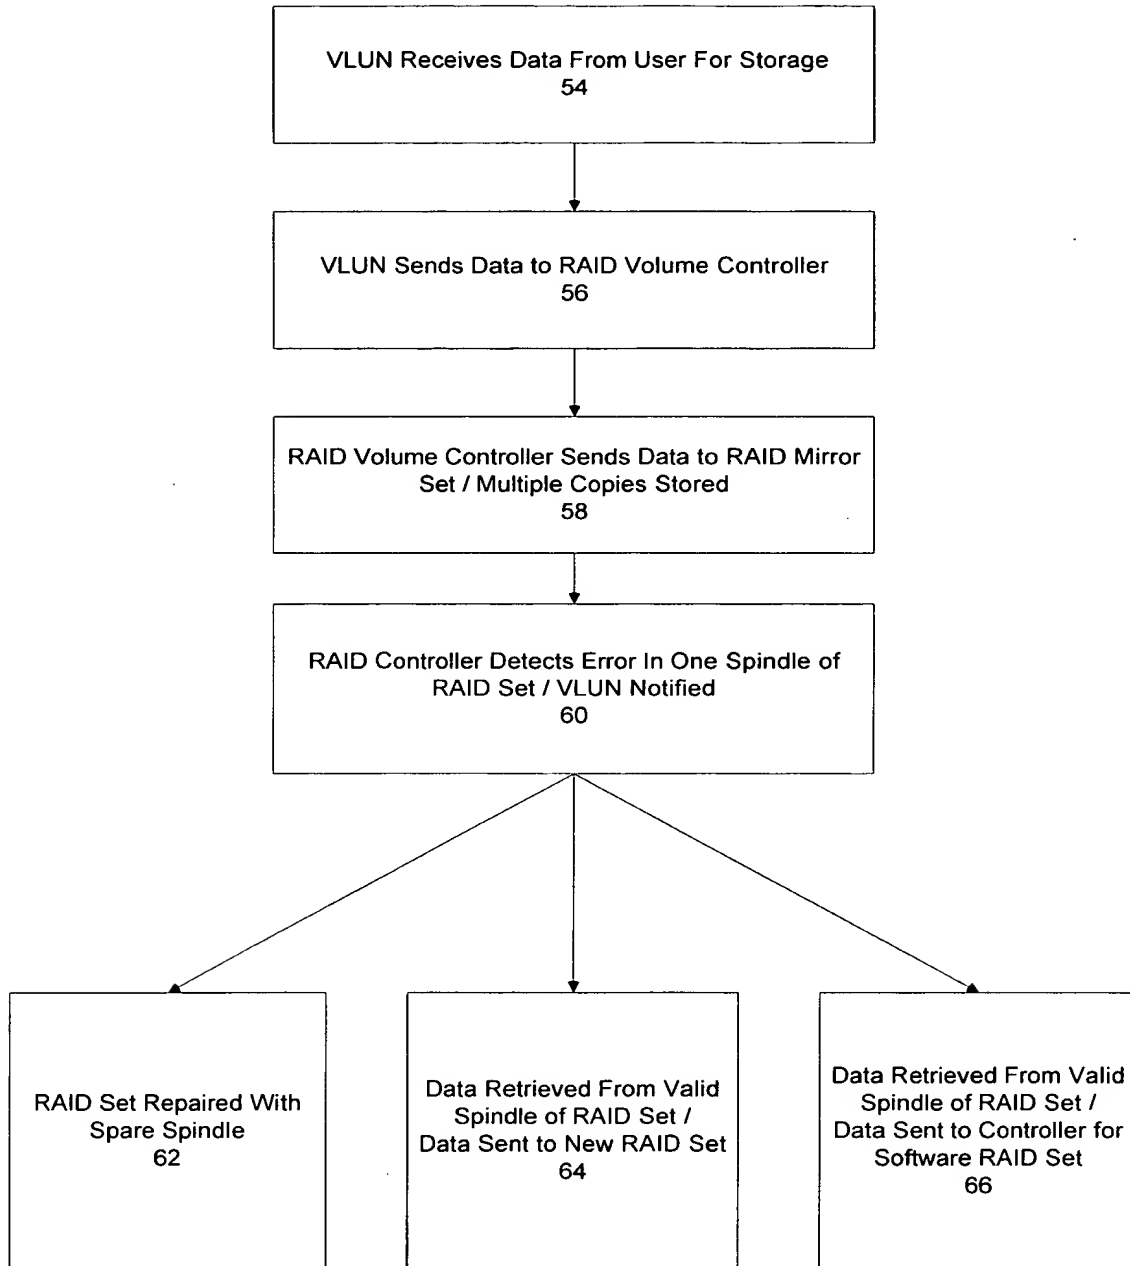 VLUN Receives Data From User For Storage
54
VLUN Sends Data to RAID Volume Controller
56
RAID Volume Controller Sends Data to RAID Mirror
Set / Multiple Copies Stored
58
RAID Controller Detects Error In One Spindle of
RAID Set / VLUN Notified
60
RAID Set Repaired With
Spare Spindle
62
Data Retrieved From Valid
Spindle of RAID Set /
Data Sent to New RAID Set
64
Data Retrieved From Valid
Spindle of RAID Set /
Data Sent to Controller for
Software RAID Set
66